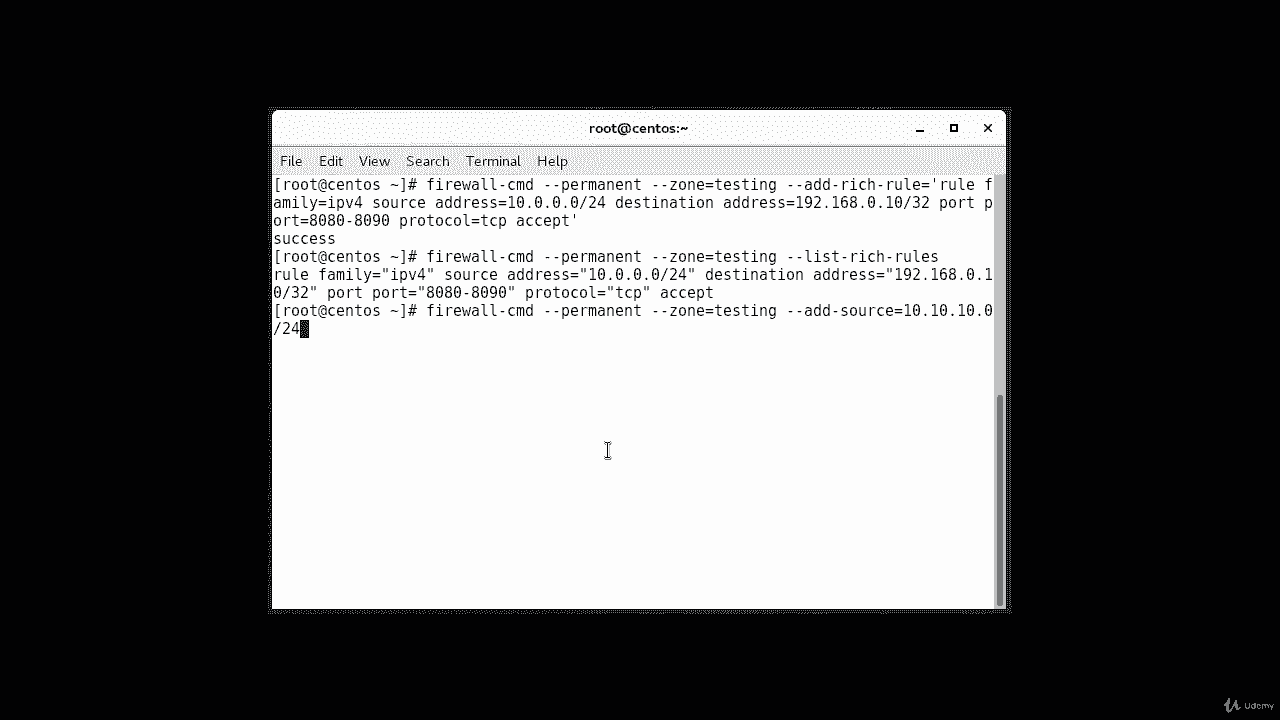 root@centos:~
File Edit View Search Terminal Help
[root@centos ~]# firewall-cmd --permanent --zone=testing --add-rich-rule='rule f
amily=ipv4 source address=10.0.0.0/24 destination address=192.168.0.10/32 port p
ort=8080-8090 protocol=tcp accept'
success
[root@centos ~]# firewall-cmd --permanent --zone=testing --list-rich-rules
rule family="ipv4" source address="10.0.0.0/24" destination address="192.168.0.1
0/32" port port="8080-8090" protocol="tcp" accept
[root@centos ~]# firewall-cmd --permanent --zone=testing --add-source=10.10.10.0
/24
Udemy